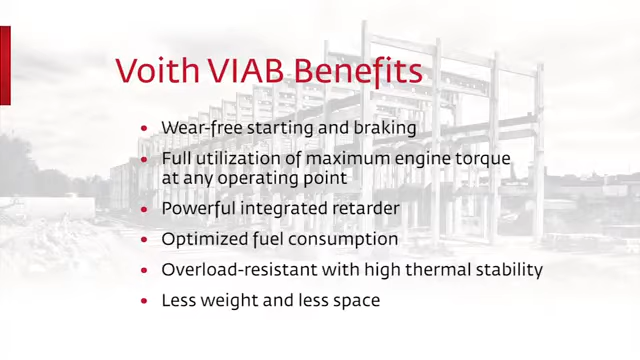 Voith VIAB Benefits
• Wear-free starting and braking
• Full utilization of maximum engine torque
at any operating point
• Powerful integrated retarder
• Optimized fuel consumption
• Overload-resistant with high thermal stability
• Less weight and less space